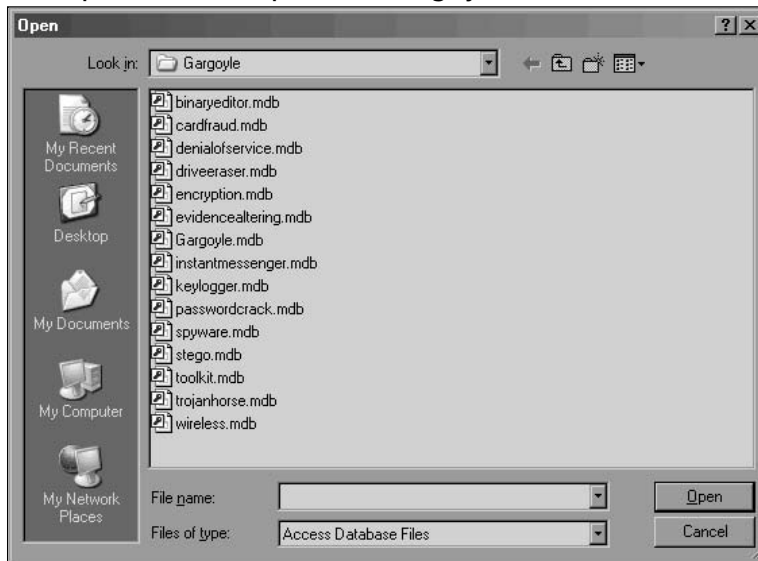 Open
Look in: Gargoyle
My Recent Documents
Desktop
My Documents
My Computer
My Network Places
binaryeditor.mdb
cardfraud.mdb
denialofservice.mdb
driveeraser.mdb
encryption.mdb
evidencealtering.mdb
Gargoyle.mdb
instantmessenger.mdb
keylogger.mdb
passwordcrack.mdb
spyware.mdb
stego.mdb
toolkit.mdb
trojanhorse.mdb
wireless.mdb
File name:
Open
Files of type: Access Database Files
Cancel